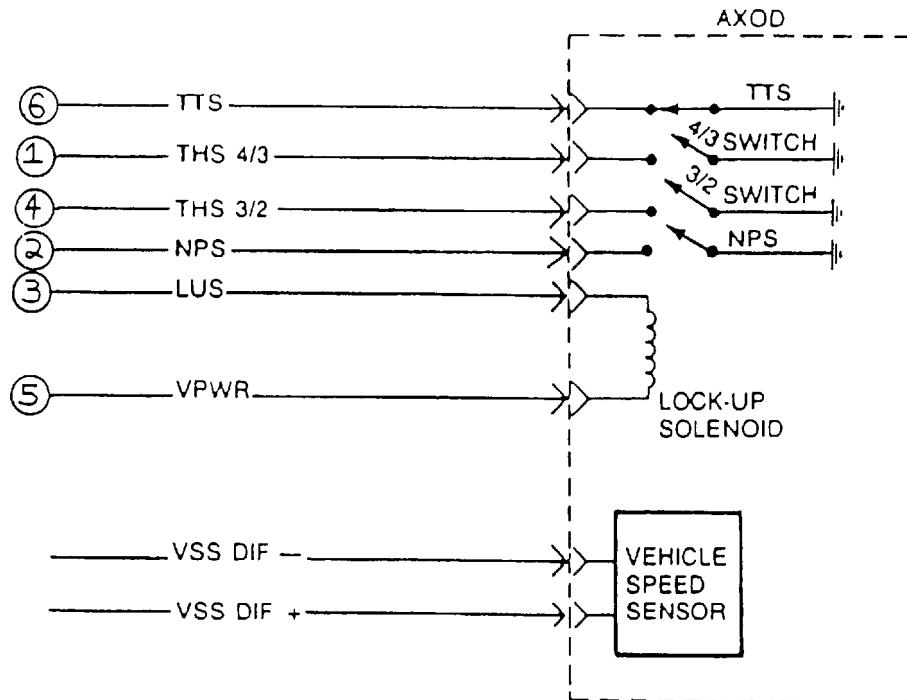 AXOD
6 TTS TTS
1 THS 4/3 4/3 SWITCH
4 THS 3/2 3/2 SWITCH
2 NPS NPS
3 LUS
5 VPWR
LOCK-UP
SOLENOID
VSS DIF −
VSS DIF +
VEHICLE
SPEED
SENSOR